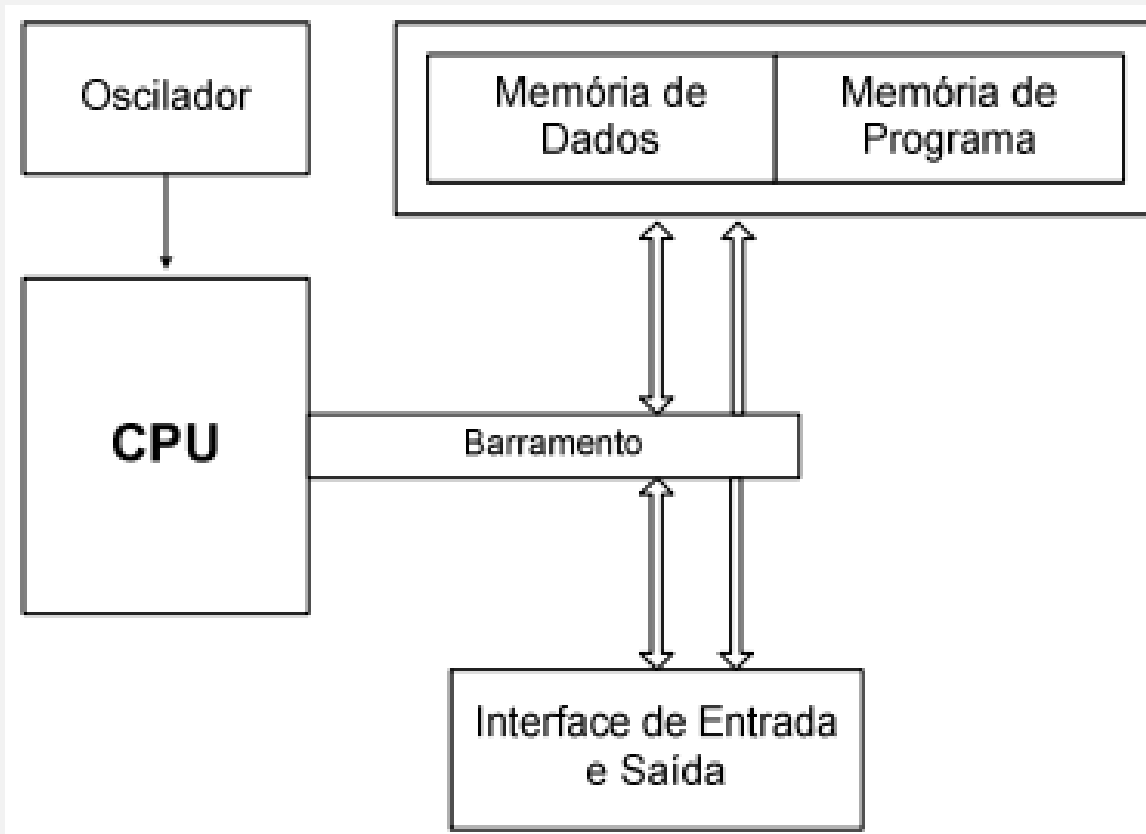 Oscilador
Memória de
Dados
Memória de
Programa
CPU
Barramento
Interface de Entrada
e Saída